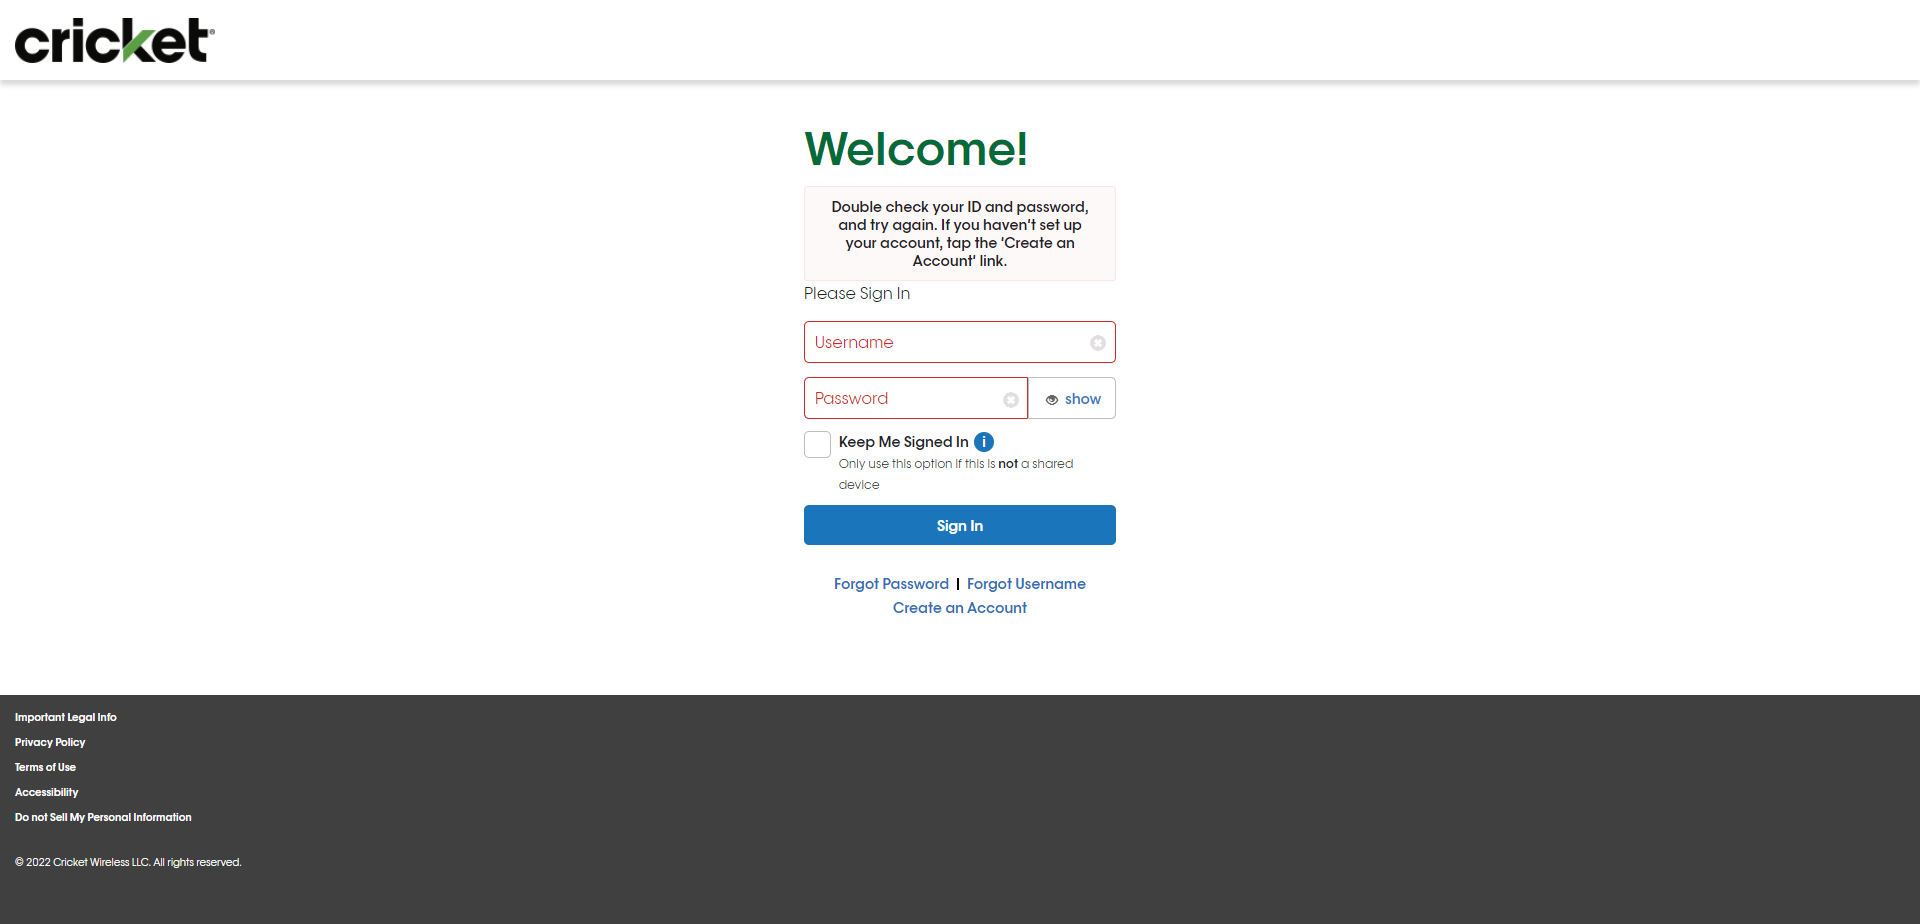 cricket
Welcome!
Double check your ID and password,
and try again. If you haven't set up
your account, tap the 'Create an
Account' link.
Please Sign In
Username
Password
show
Keep Me Signed In i
Only use this option if this is not a shared
device
Sign In
Forgot Password | Forgot Username
Create an Account
Important Legal Info
Privacy Policy
Terms of Use
Accessibility
Do not Sell My Personal Information
© 2022 Cricket Wireless LLC. All rights reserved.